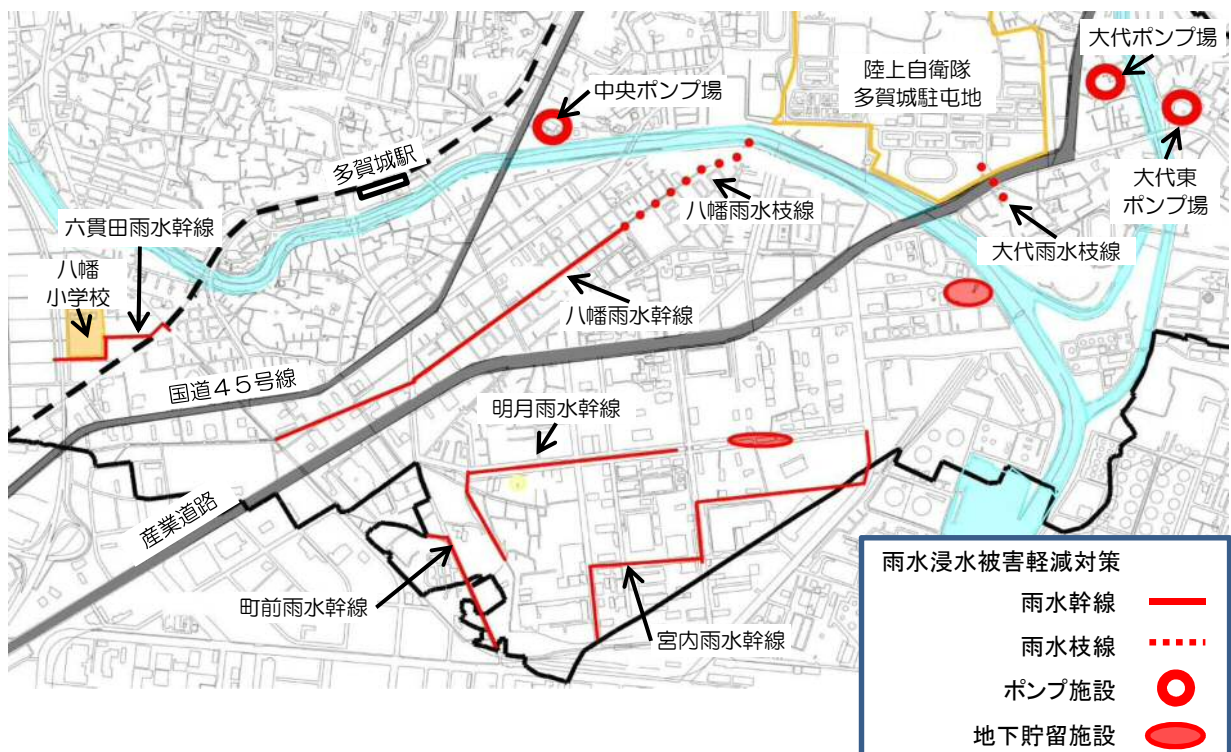 大代ポンプ場
中央ポンプ場
陸上自衛隊
多賀城駐屯地
多賀城駅
大代東
ポンプ場
六貫田雨水幹線
八幡雨水枝線
大代雨水枝線
八幡
小学校
八幡雨水幹線
国道45号線
明月雨水幹線
産業道路
町前雨水幹線
宮内雨水幹線
雨水浸水被害軽減対策
雨水幹線
雨水枝線
ポンプ施設
地下貯留施設